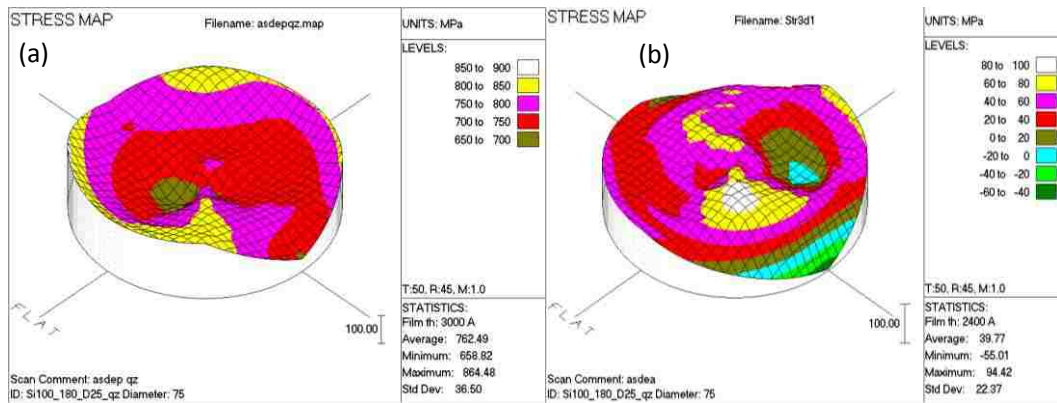 STRESS MAP
Filename: asdepqz.map
(a)
UNITS: MPa
LEVELS:
850 to 900
800 to 850
750 to 800
700 to 750
650 to 700
FLAT
100.00
T:50, R:45, M:1.0
STATISTICS:
Film th: 3000 A
Average: 762.49
Minimum: 658.82
Maximum: 864.48
Std Dev: 36.50
Scan Comment: asdep qz
ID: Si100_180_D25_qz Diameter: 75
STRESS MAP
Filename: Str3d1
(b)
UNITS: MPa
LEVELS:
80 to 100
60 to 80
40 to 60
20 to 40
0 to 20
-20 to 0
-40 to -20
-60 to -40
FLAT
100.00
T:50, R:45, M:1.0
STATISTICS:
Film th: 2400 A
Average: 39.77
Minimum: -55.01
Maximum: 94.42
Std Dev: 22.37
Scan Comment: asdea
ID: Si100_180_D25_qz Diameter: 75